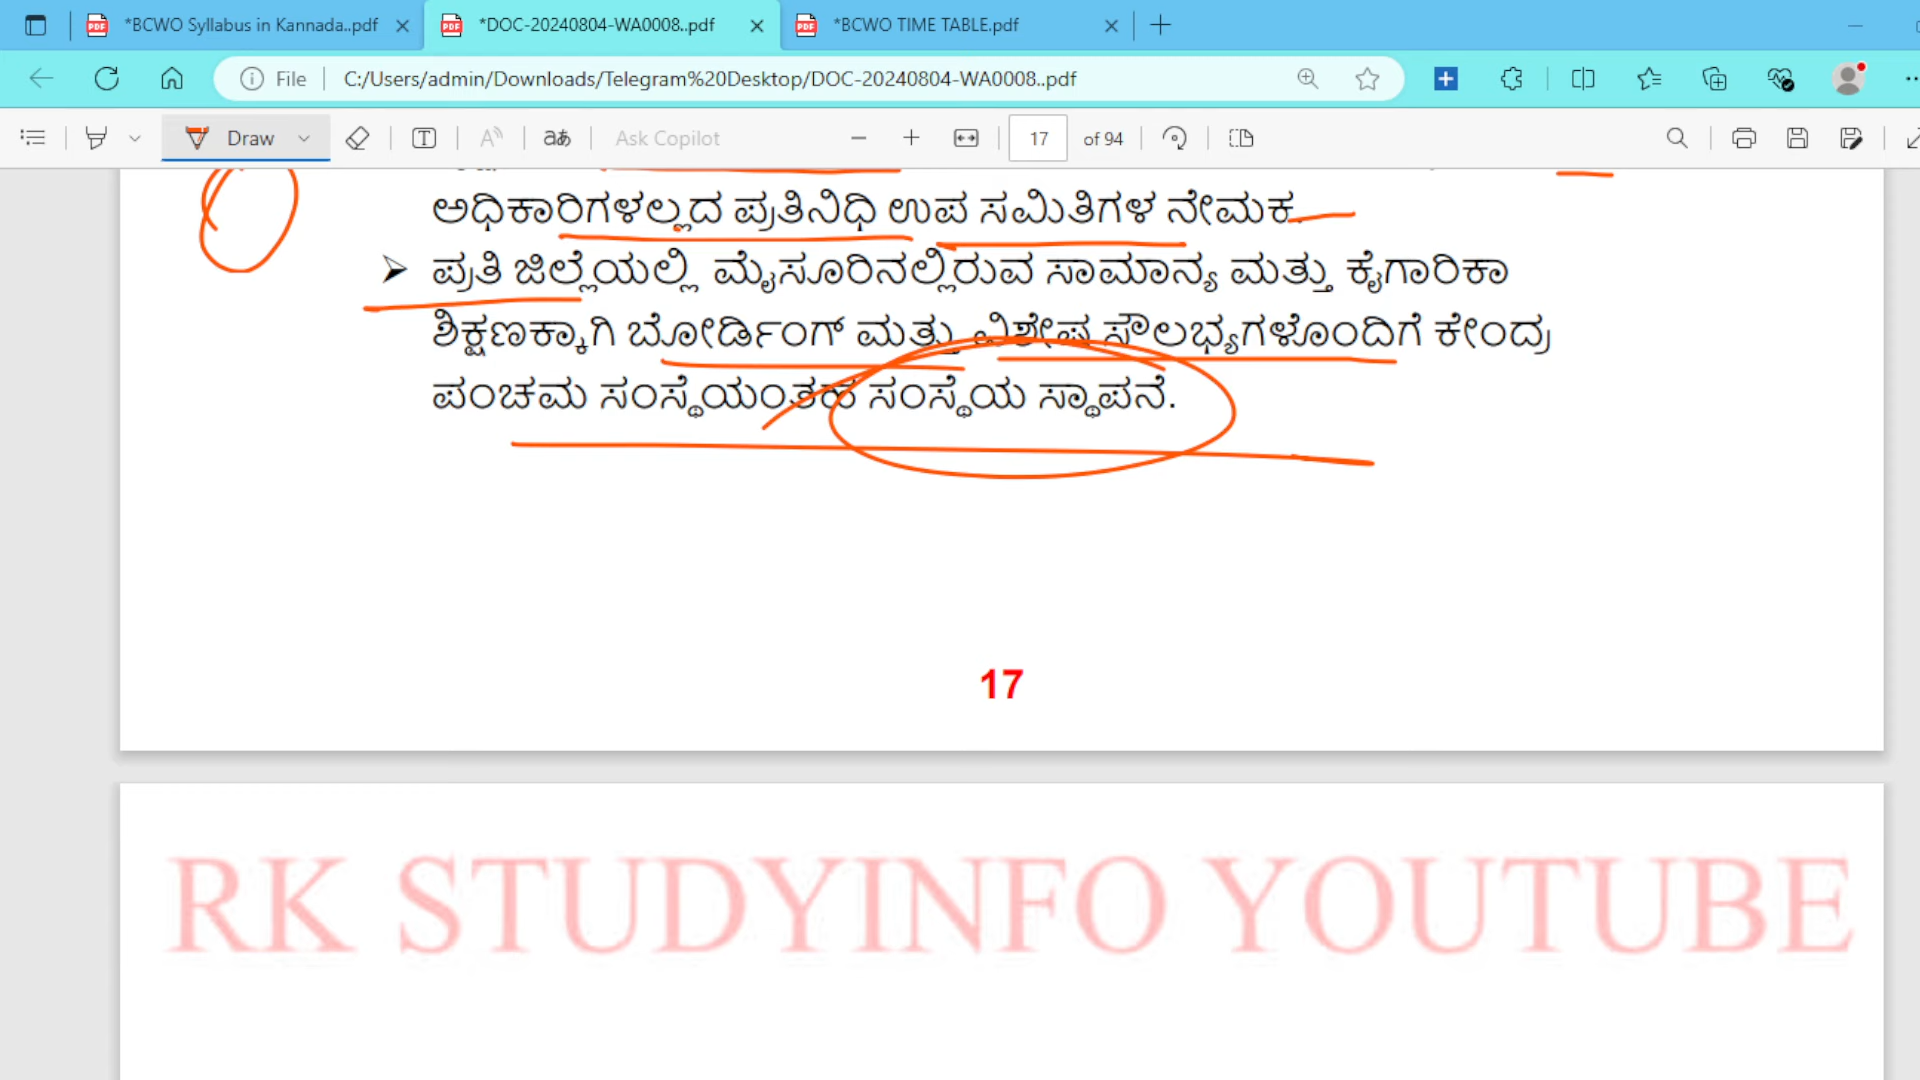 *BCWO Syllabus in Kannada..pdf
*DOC-20240804-WA0008..pdf
*BCWO TIME TABLE.pdf
File C:/Users/admin/Downloads/Telegram%20Desktop/DOC-20240804-WA0008..pdf
Draw Ask Copilot 17 of 94
ಅಧಿಕಾರಿಗಳಲ್ಲದ ಪ್ರತಿನಿಧಿ ಉಪ ಸಮಿತಿಗಳ ನೇಮಕ.
➤ ಪ್ರತಿ ಜಿಲ್ಲೆಯಲ್ಲಿ ಮೈಸೂರಿನಲ್ಲಿರುವ ಸಾಮಾನ್ಯ ಮತ್ತು ಕೈಗಾರಿಕಾ
ಶಿಕ್ಷಣಕ್ಕಾಗಿ ಬೋರ್ಡಿಂಗ್ ಮತ್ತು ವಿಶೇಷ ಸೌಲಭ್ಯಗಳೊಂದಿಗೆ ಕೇಂದ್ರ
ಪಂಚಮ ಸಂಸ್ಥೆಯಂತಹ ಸಂಸ್ಥೆಯ ಸ್ಥಾಪನೆ.
17
RK STUDYINFO YOUTUBE